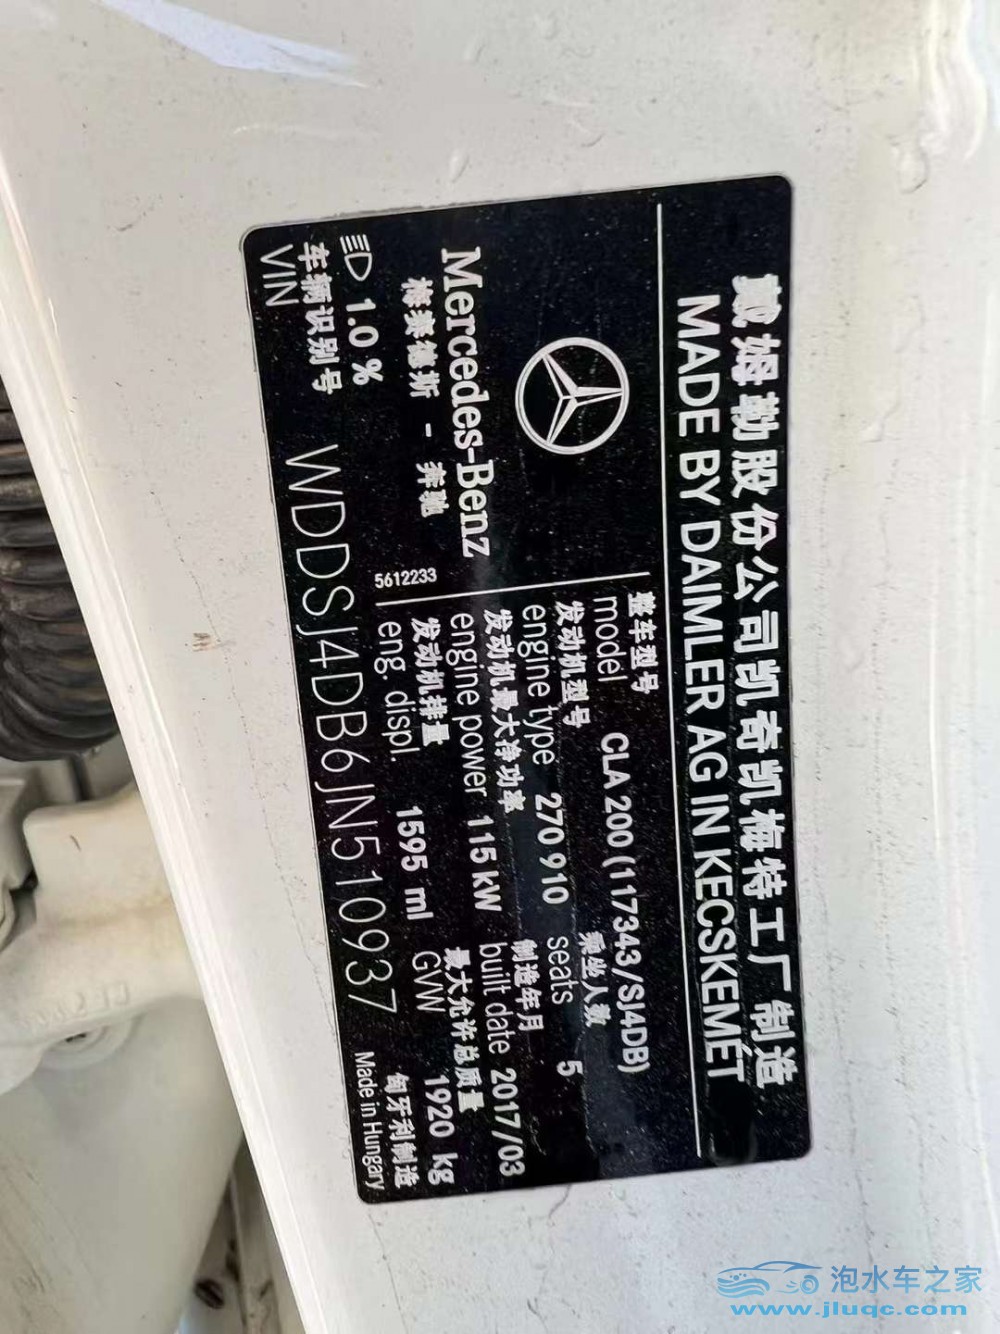 戴姆勒股份公司凯奇凯梅特工厂制造
MADE BY DAIMLER AG IN KECSKEMÉT
Mercedes-Benz
梅赛德斯 - 奔驰
1.0 %
5612233
整车型号
model CLA 200 (117343/SJ4DB)
发动机型号 乘坐人数
engine type 270 910 seats 5
发动机最大净功率 制造年月
engine power 115 kW built date 2017/03
发动机排量 最大允许总质量
eng. displ. 1595 ml GVW 1920 kg
车辆识别号 匈牙利制造
VIN WDDSJ4DB6JN510937 Made in Hungary
泡水车之家
www.jluqc.com